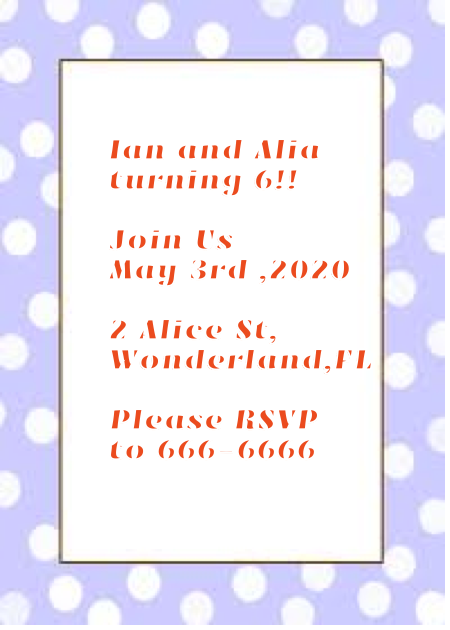 Ian and Alia
turning 6!!
Join Us
May 3rd ,2020
2 Alice St,
Wonderland,FL
Please RSVP
to 666-6666